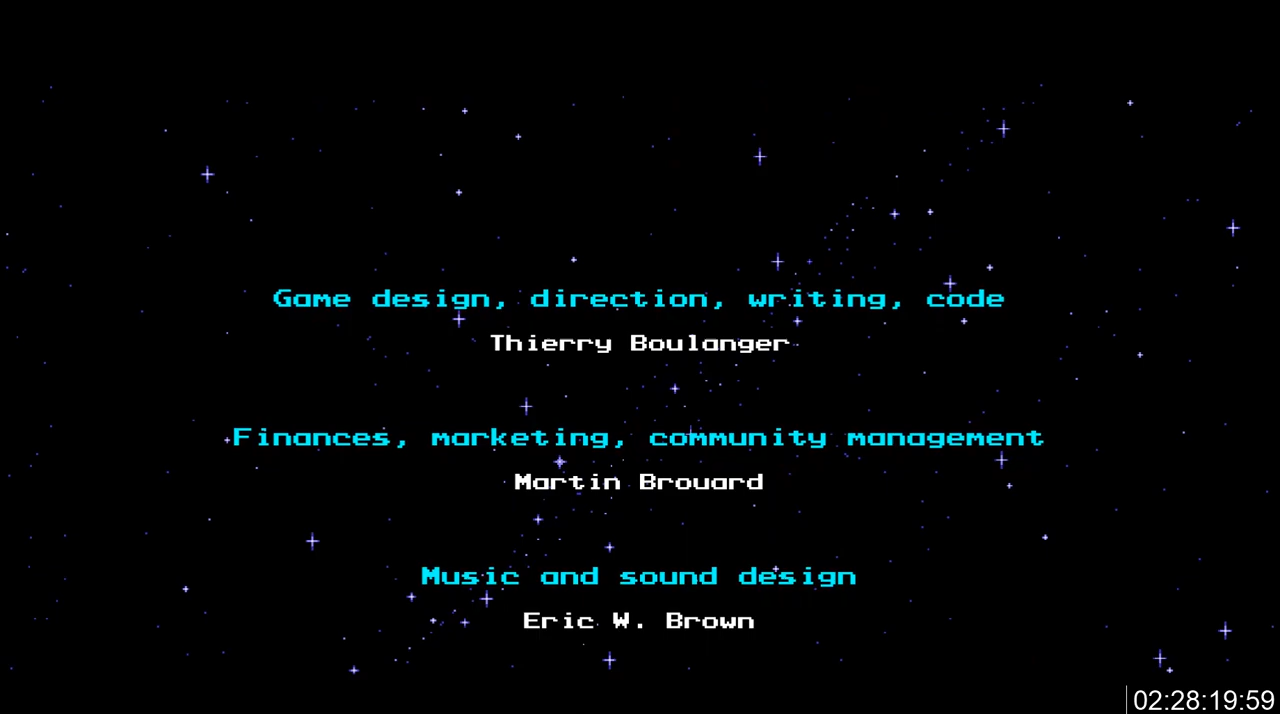 Game design, direction, writing, code
Thierry Boulanger
Finances, marketing, community management
Martin Brouard
Music and sound design
Eric W. Brown
02:28:19:59